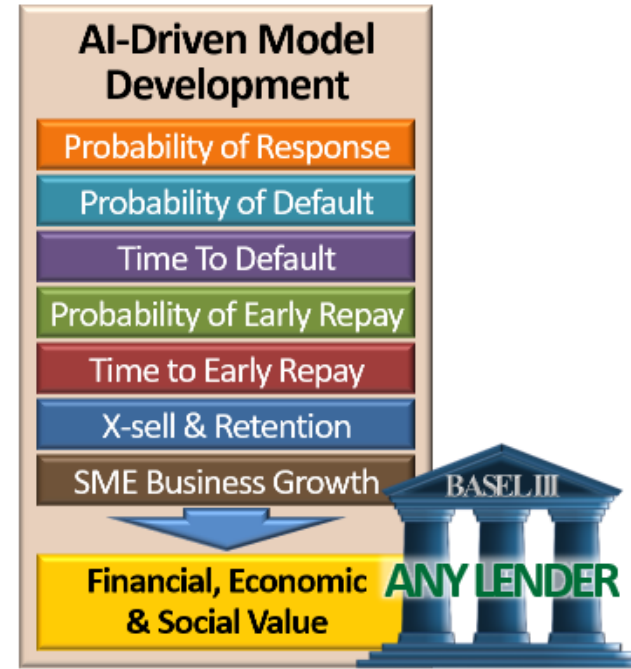 AI-Driven Model
Development
Probability of Response
Probability of Default
Time To Default
Probability of Early Repay
Time to Early Repay
X-sell & Retention
SME Business Growth
BASEL III
Financial, Economic
& Social Value
ANY LENDER